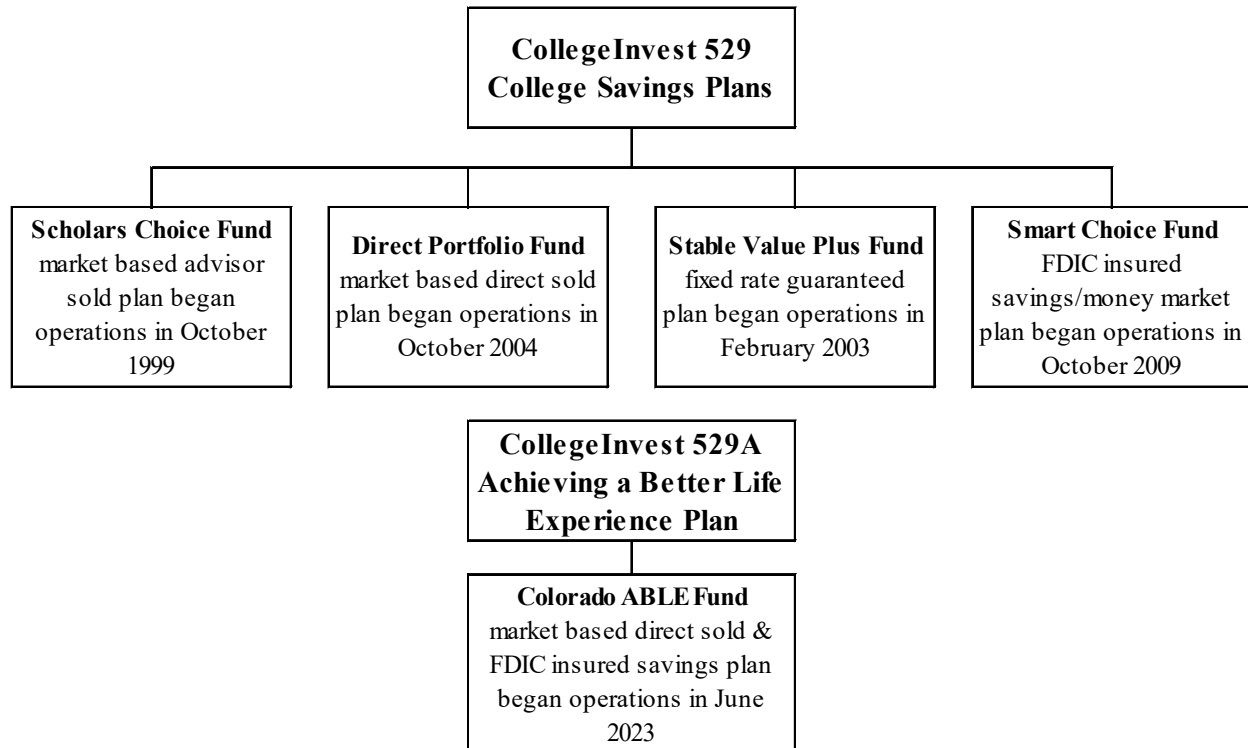 CollegeInvest 529
College Savings Plans
Scholars Choice Fund
market based advisor
sold plan began
operations in October
1999
Direct Portfolio Fund
market based direct sold
plan began operations in
October 2004
Stable Value Plus Fund
fixed rate guaranteed
plan began operations in
February 2003
Smart Choice Fund
FDIC insured
savings/money market
plan began operations in
October 2009
CollegeInvest 529A
Achieving a Better Life
Experience Plan
Colorado ABLE Fund
market based direct sold &
FDIC insured savings plan
began operations in June
2023